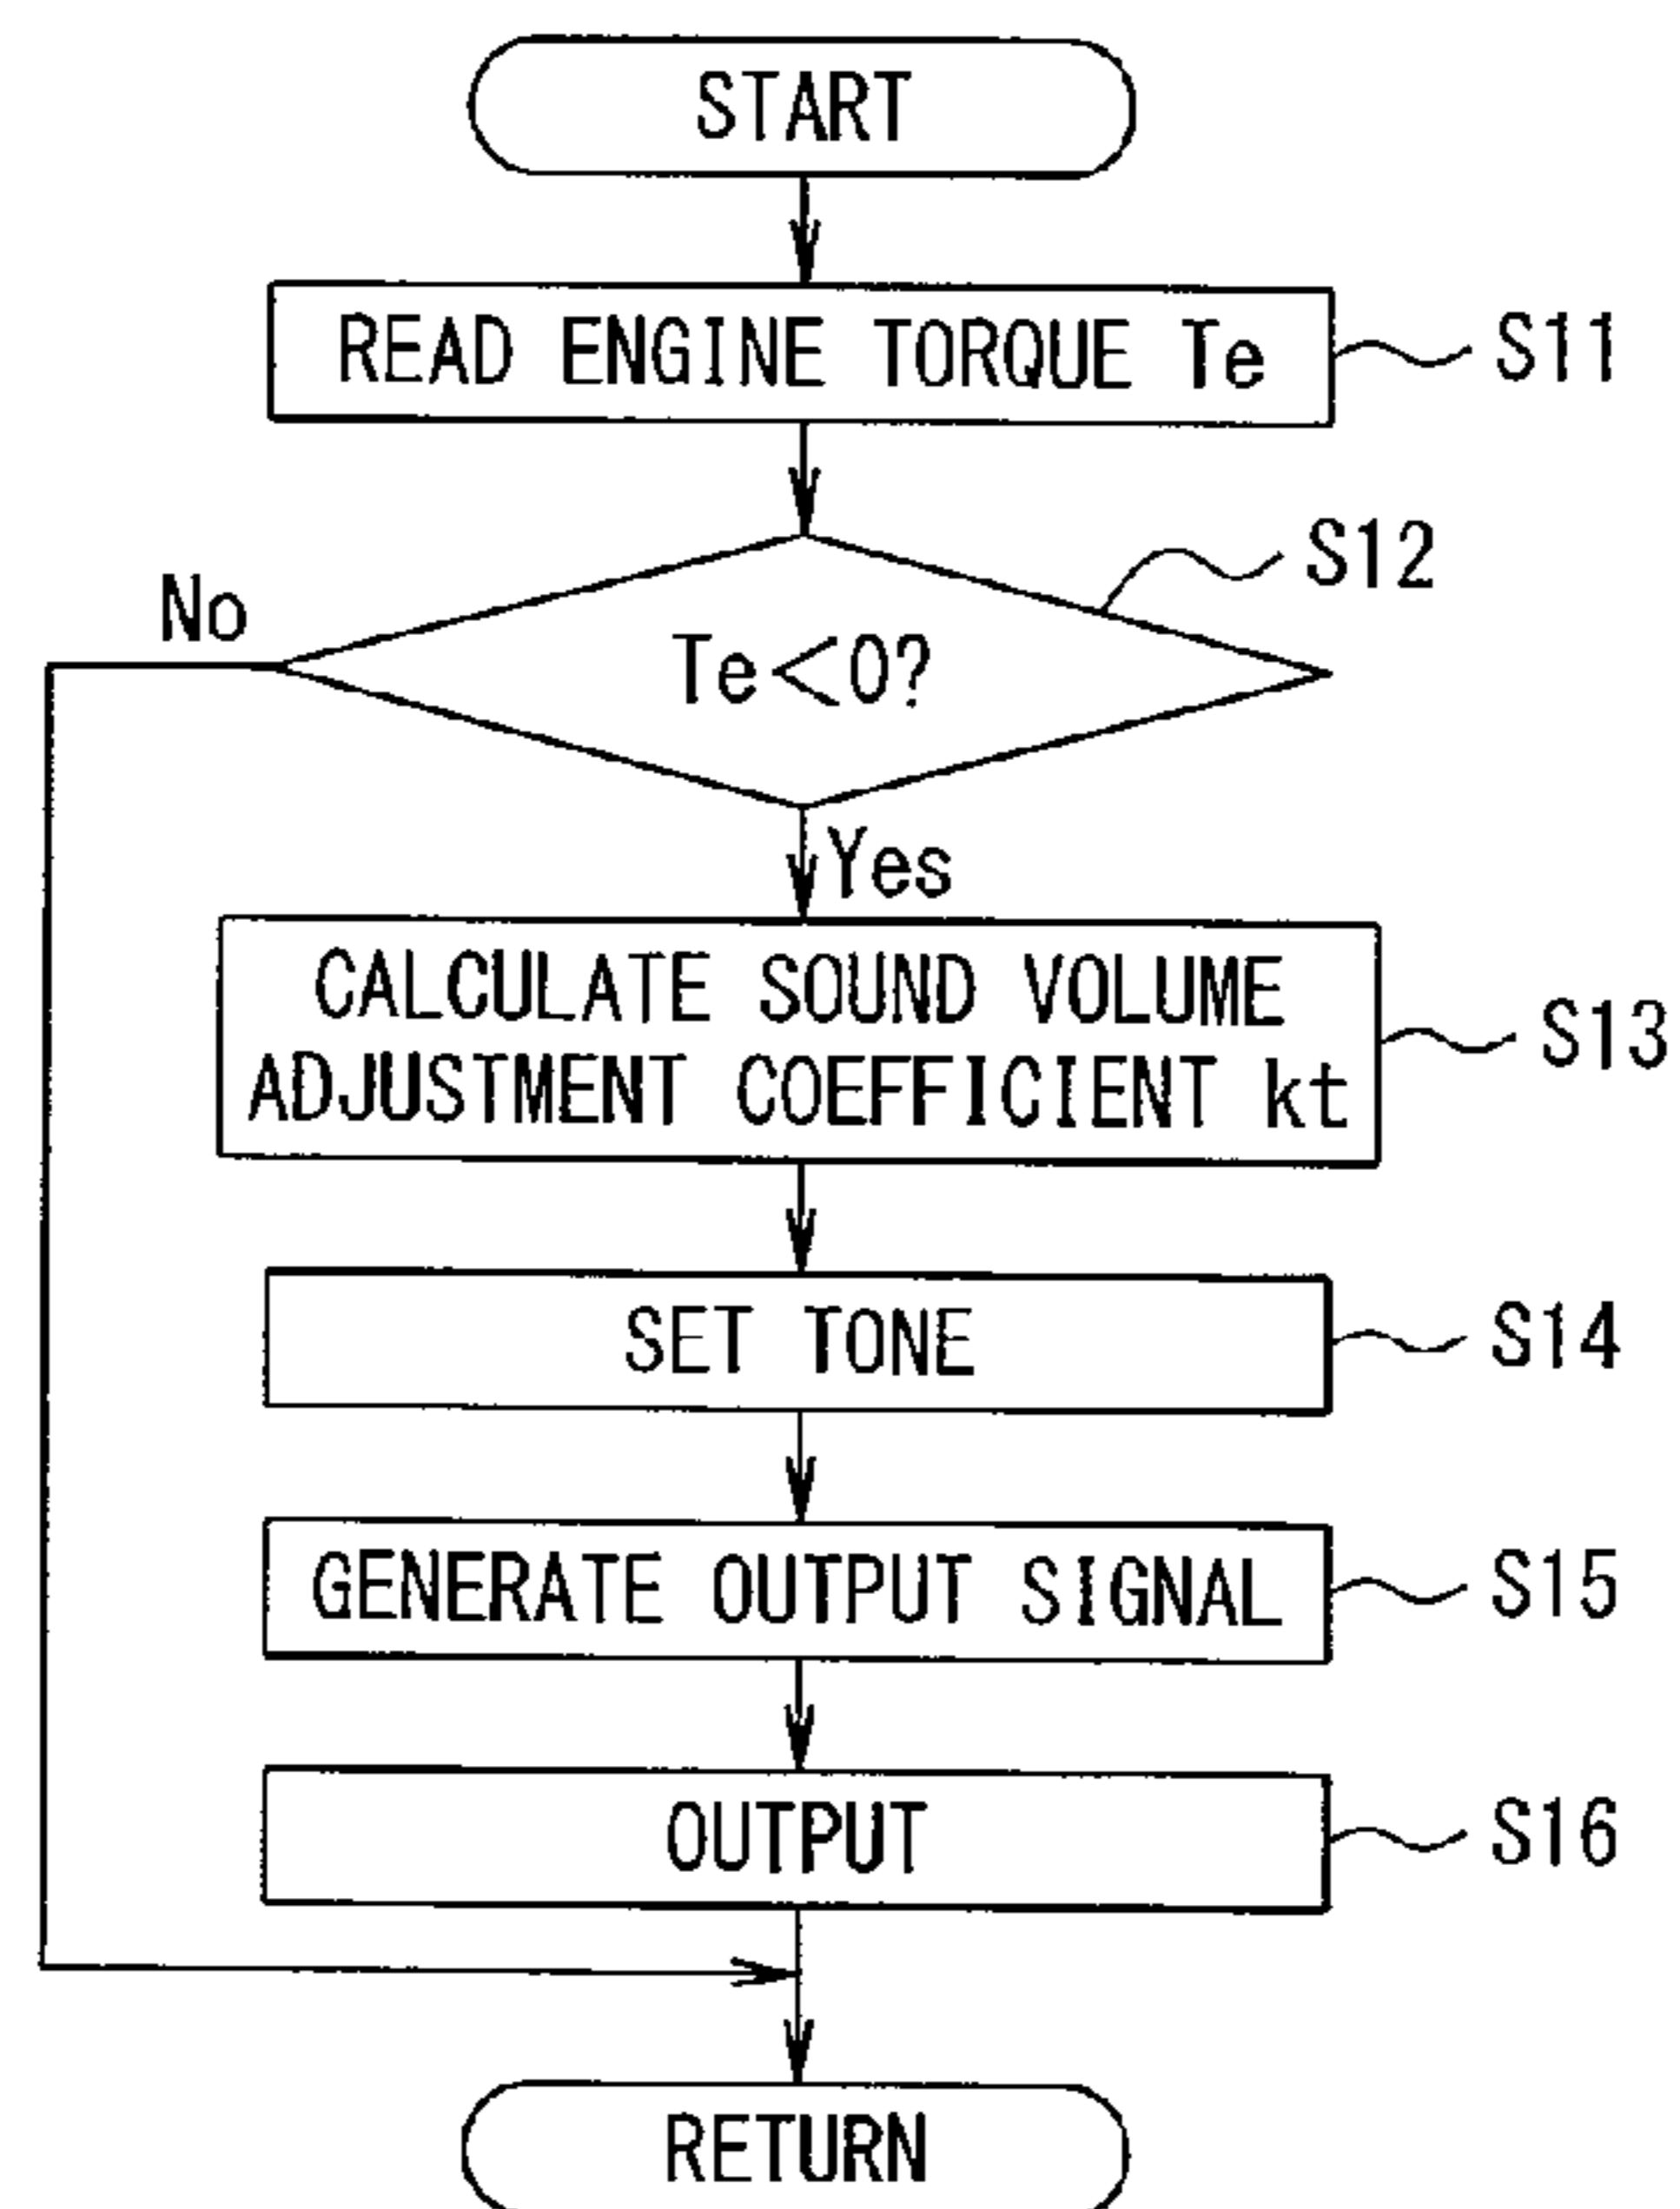 START
READ ENGINE TORQUE Te
S11
S12
No
Te<0?
Yes
CALCULATE SOUND VOLUME
ADJUSTMENT COEFFICIENT kt
S13
SET TONE
S14
GENERATE OUTPUT SIGNAL
S15
OUTPUT
S16
RETURN